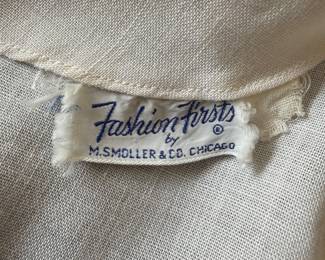 Fashion Firsts
by ®
M. SMOLLER & CO. CHICAGO